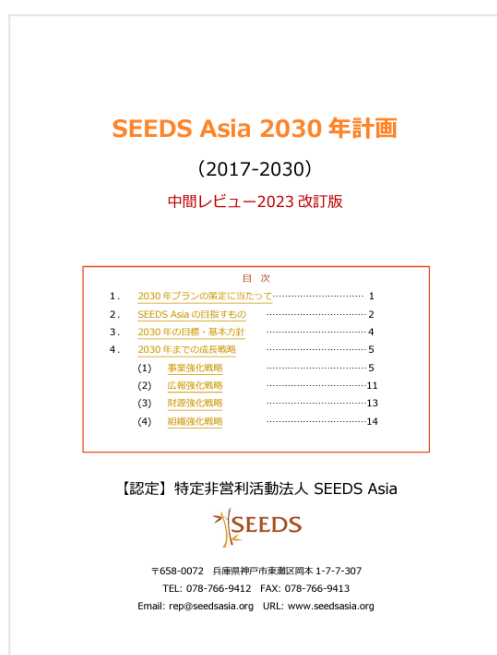 SEEDS Asia 2030 年計画
（2017-2030）
中間レビュー2023 改訂版
目 次
1. 2030 年プランの策定に当たって………………………… 1
2. SEEDS Asia の目指すもの ……………………………2
3. 2030 年の目標・基本方針 ……………………………4
4. 2030 年までの成長戦略 ……………………………5
(1) 事業強化戦略 ……………………………5
(2) 広報強化戦略 ……………………………11
(3) 財源強化戦略 ……………………………13
(4) 組織強化戦略 ……………………………14
【認定】特定非営利活動法人 SEEDS Asia
SEEDS
〒658-0072 兵庫県神戸市東灘区岡本 1-7-7-307
TEL: 078-766-9412 FAX: 078-766-9413
Email: rep@seedsasia.org URL: www.seedsasia.org